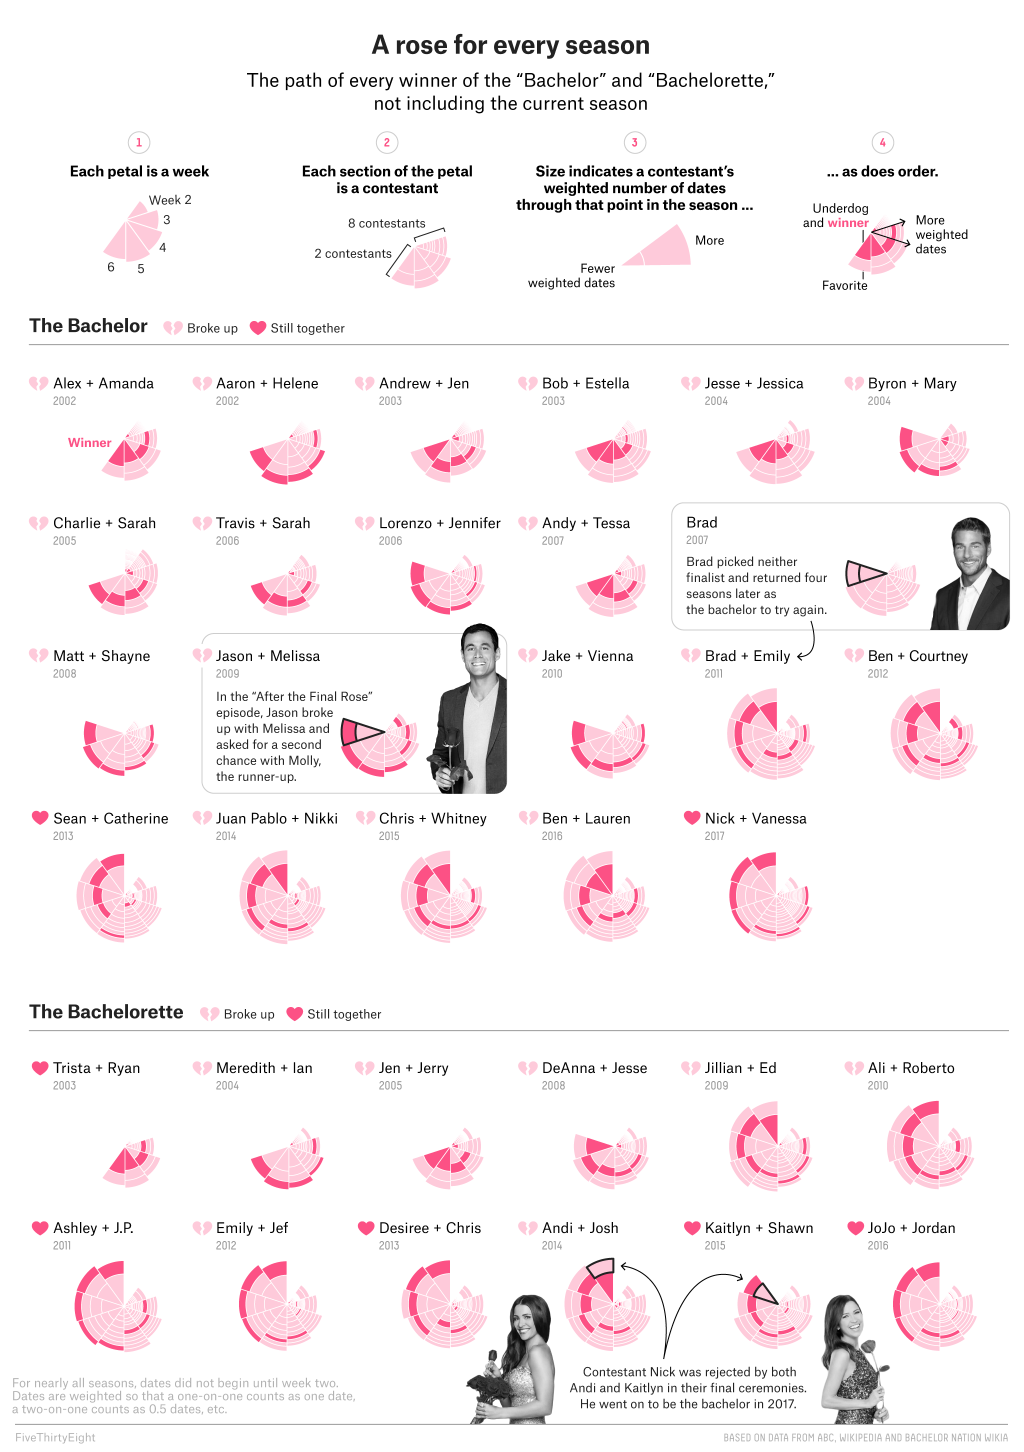 A rose for every season
The path of every winner of the “Bachelor” and “Bachelorette,”
not including the current season
1
Each petal is a week
Week 2
3
4
5
6
2
Each section of the petal
is a contestant
8 contestants
2 contestants
3
Size indicates a contestant’s
weighted number of dates
through that point in the season ...
More
Fewer
weighted dates
4
... as does order.
Underdog
and winner
More
weighted
dates
Favorite
The Bachelor
Broke up
Still together
Alex + Amanda
2002
Winner
Aaron + Helene
2002
Andrew + Jen
2003
Bob + Estella
2003
Jesse + Jessica
2004
Byron + Mary
2004
Charlie + Sarah
2005
Travis + Sarah
2006
Lorenzo + Jennifer
2006
Andy + Tessa
2007
Brad
2007
Brad picked neither
finalist and returned four
seasons later as
the bachelor to try again.
Matt + Shayne
2008
Jason + Melissa
2009
In the “After the Final Rose”
episode, Jason broke
up with Melissa and
asked for a second
chance with Molly,
the runner-up.
Jake + Vienna
2010
Brad + Emily
2011
Ben + Courtney
2012
Sean + Catherine
2013
Juan Pablo + Nikki
2014
Chris + Whitney
2015
Ben + Lauren
2016
Nick + Vanessa
2017
The Bachelorette
Broke up
Still together
Trista + Ryan
2003
Meredith + Ian
2004
Jen + Jerry
2005
DeAnna + Jesse
2008
Jillian + Ed
2009
Ali + Roberto
2010
Ashley + J.P.
2011
Emily + Jef
2012
Desiree + Chris
2013
Andi + Josh
2014
Kaitlyn + Shawn
2015
JoJo + Jordan
2016
Contestant Nick was rejected by both
Andi and Kaitlyn in their final ceremonies.
He went on to be the bachelor in 2017.
For nearly all seasons, dates did not begin until week two.
Dates are weighted so that a one-on-one counts as one date,
a two-on-one counts as 0.5 dates, etc.
FiveThirtyEight
BASED ON DATA FROM ABC, WIKIPEDIA AND BACHELOR NATION WIKIA